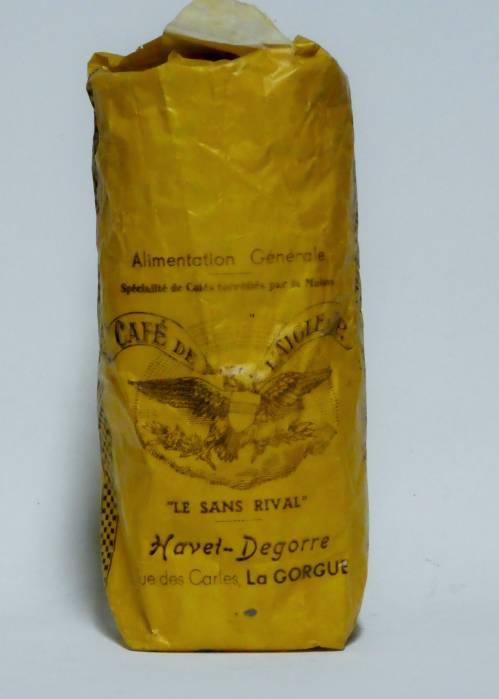 Alimentation Générale
Spécialité de Cafés torréfiés par la Maison
CAFÉ DE L'AIGLE
"LE SANS RIVAL"
Havet-Degorre
ue des Carles, La GORGUE